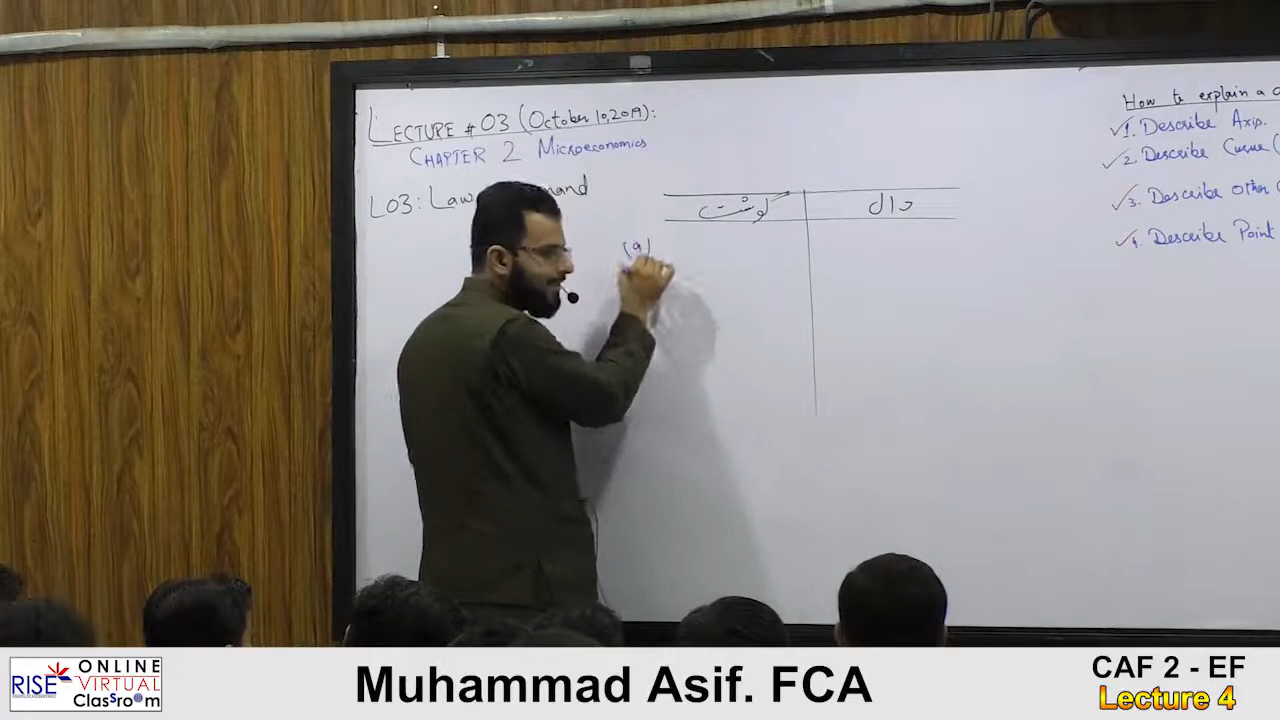 LECTURE # 03 (October 10, 2019):
CHAPTER 2 Microeconomics
LO3: Law
گوشت دال
(a)
How to explain a
✓1. Describe Axis.
✓2. Describe Curve (
✓3. Describe Other
✓4. Describe Point
RISE
ONLINE
VIRTUAL
Classroom
Muhammad Asif. FCA
CAF 2 - EF
Lecture 4